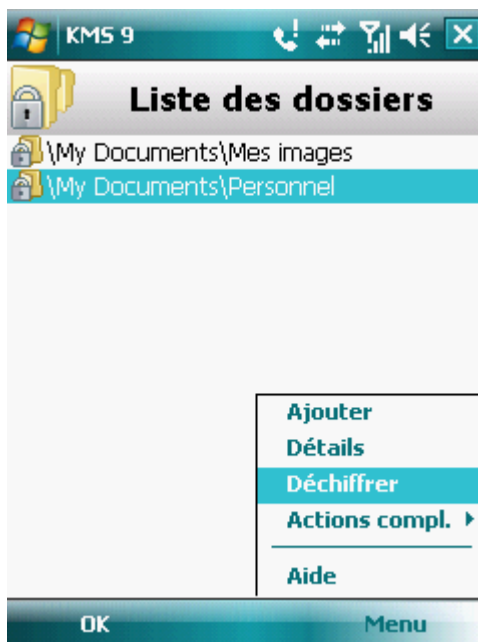 KMS 9
Liste des dossiers
\My Documents\Mes images
\My Documents\Personnel
Ajouter
Détails
Déchiffrer
Actions compl.
Aide
OK
Menu